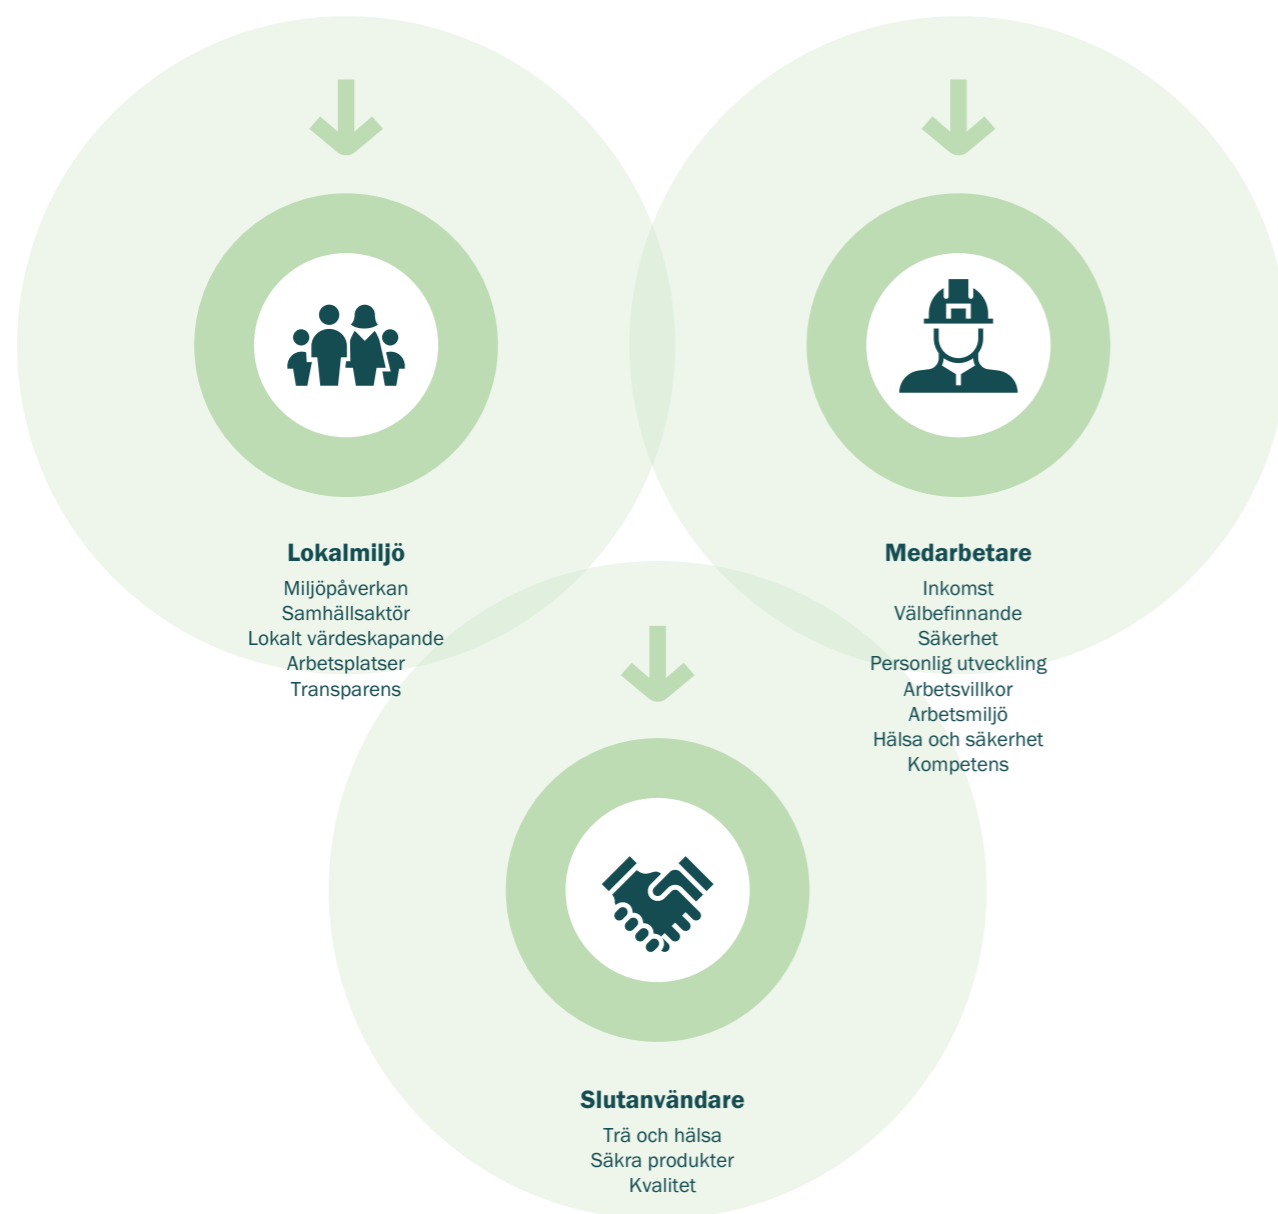 Lokalmiljö
Miljöpåverkan
Samhällsaktör
Lokalt värdeskapande
Arbetsplatser
Transparens
Medarbetare
Inkomst
Välbefinnande
Säkerhet
Personlig utveckling
Arbetsvillkor
Arbetsmiljö
Hälsa och säkerhet
Kompetens
Slutanvändare
Trä och hälsa
Säkra produkter
Kvalitet